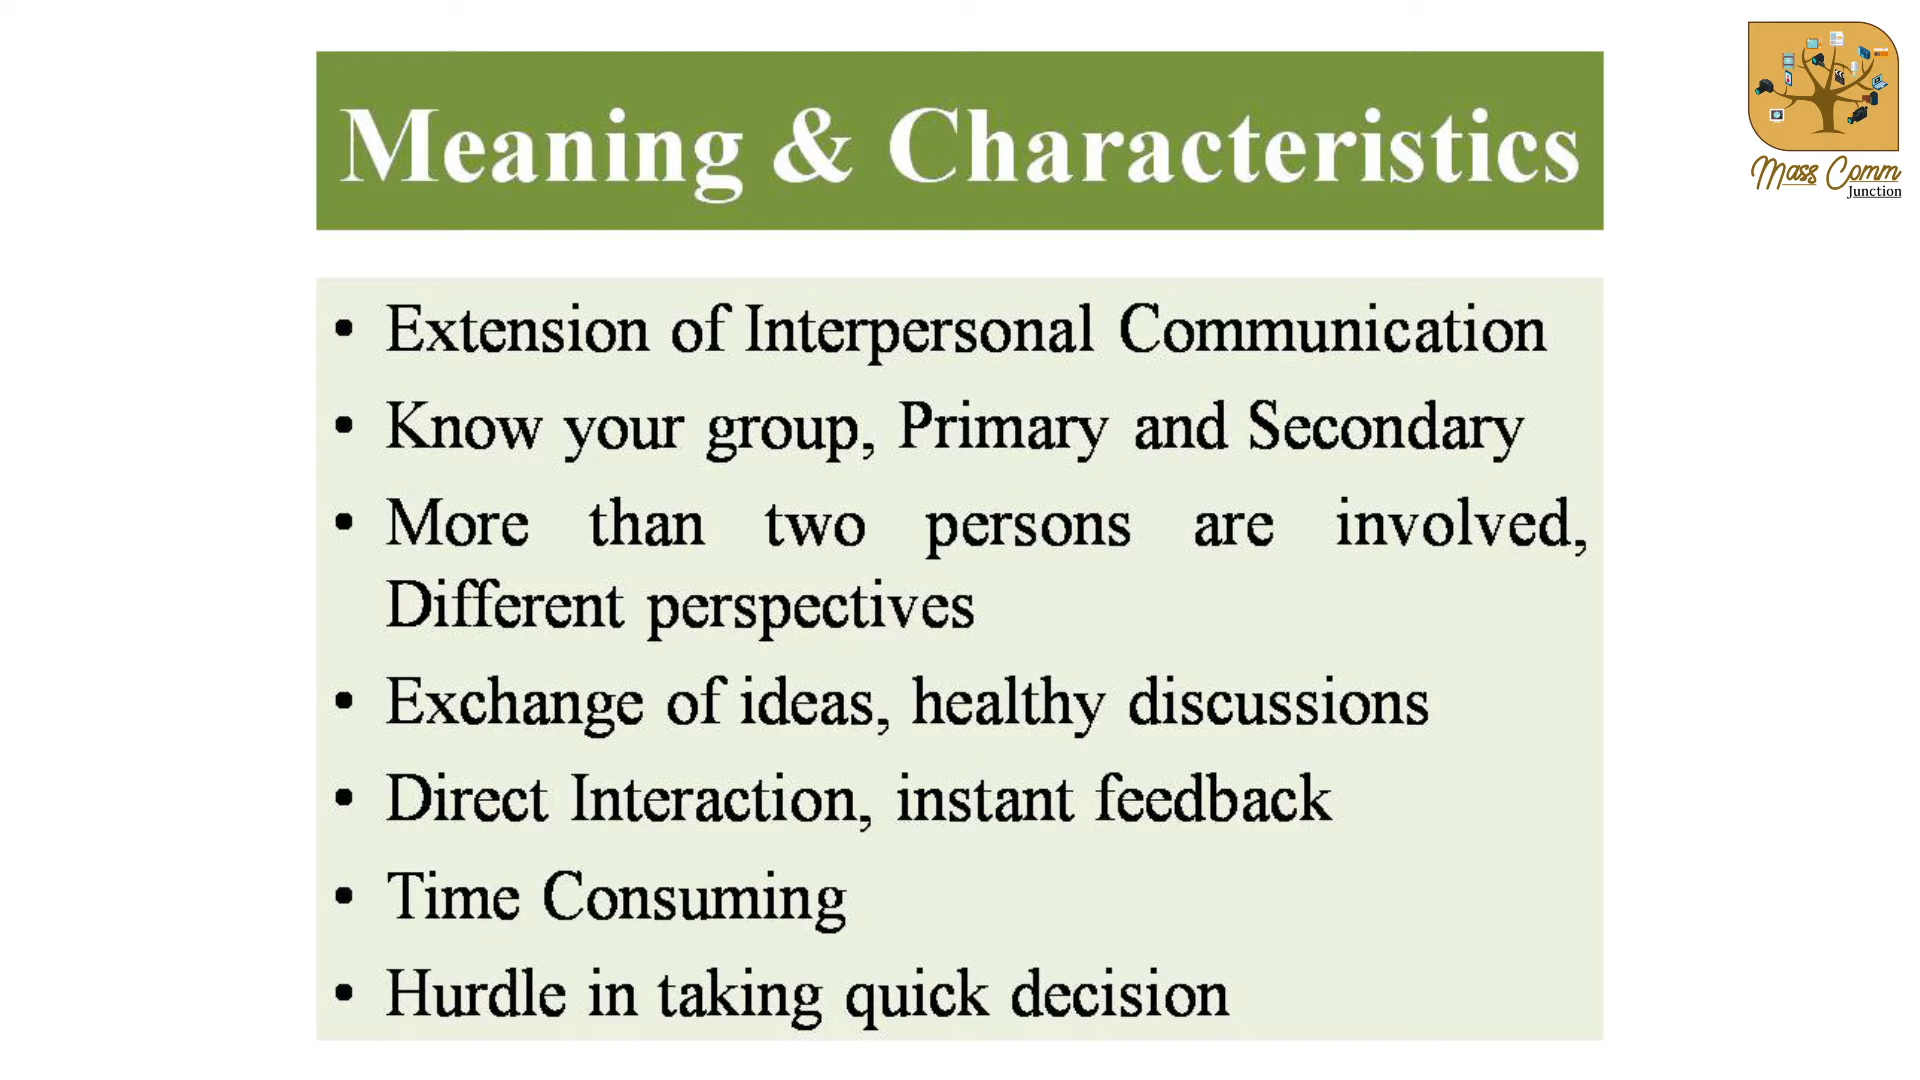 Meaning & Characteristics
Mass Comm
Junction
• Extension of Interpersonal Communication
• Know your group, Primary and Secondary
• More than two persons are involved,
Different perspectives
• Exchange of ideas, healthy discussions
• Direct Interaction, instant feedback
• Time Consuming
• Hurdle in taking quick decision